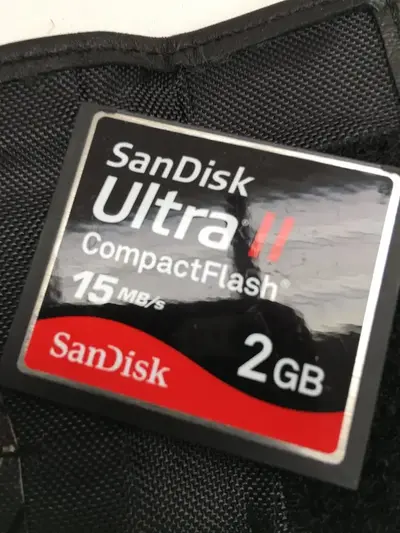 SanDisk
Ultra® II
CompactFlash®
15 MB/s
SanDisk
2 GB